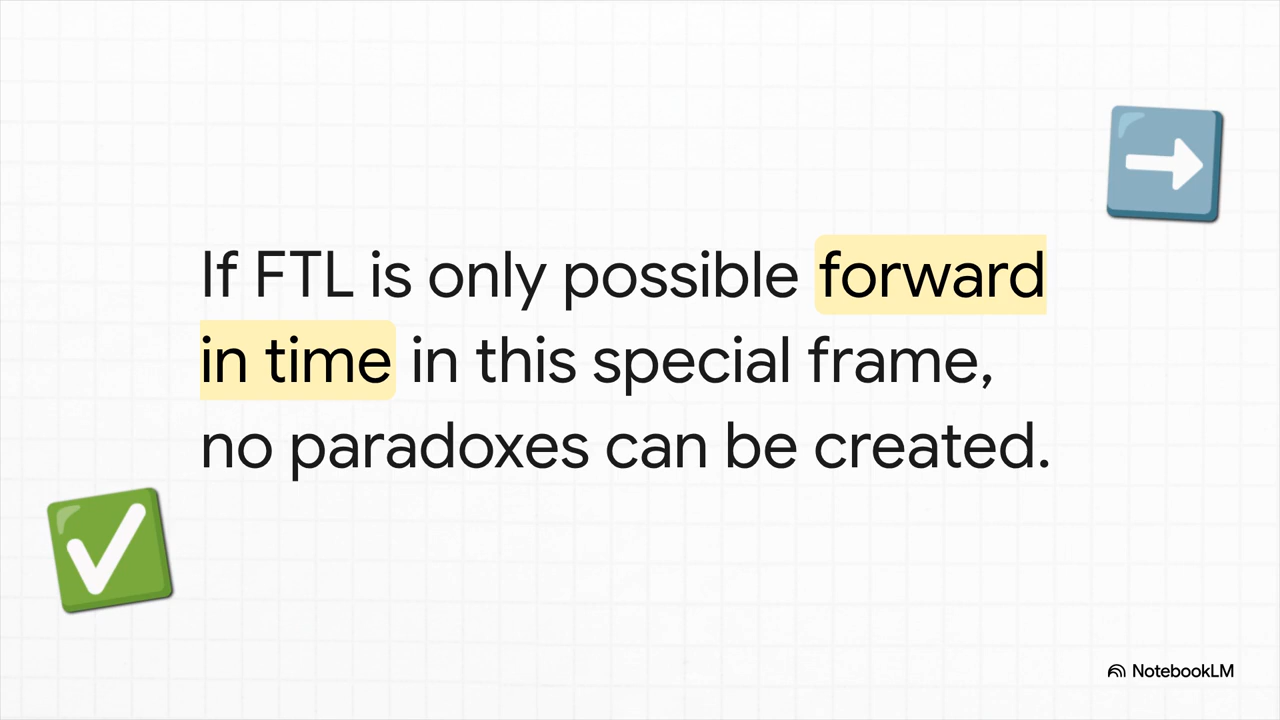 If FTL is only possible forward
in time in this special frame,
no paradoxes can be created.
NotebookLM